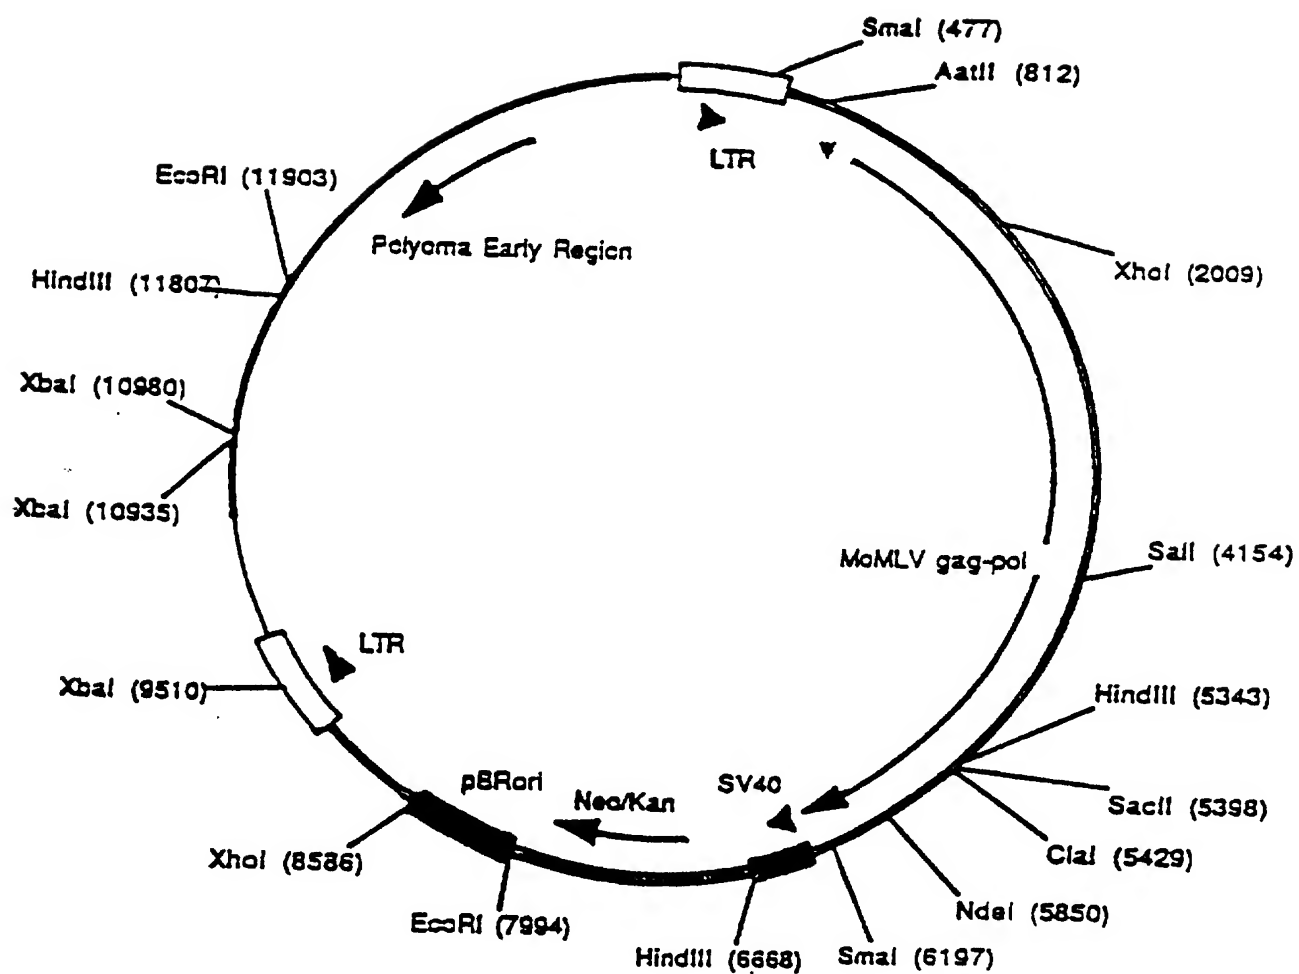 SmaI (477)
AatII (812)
LTR
Ψ
EcoRI (11903)
Polyoma Early Region
HindIII (11807)
XhoI (2009)
XbaI (10980)
XbaI (10935)
MoMLV gag-pol
SalI (4154)
LTR
XbaI (9510)
HindIII (5343)
pBRori
Neo/Kan
SV40
SacII (5398)
XhoI (8586)
ClaI (5429)
NdeI (5850)
EcoRI (7994)
HindIII (6668)
SmaI (6197)